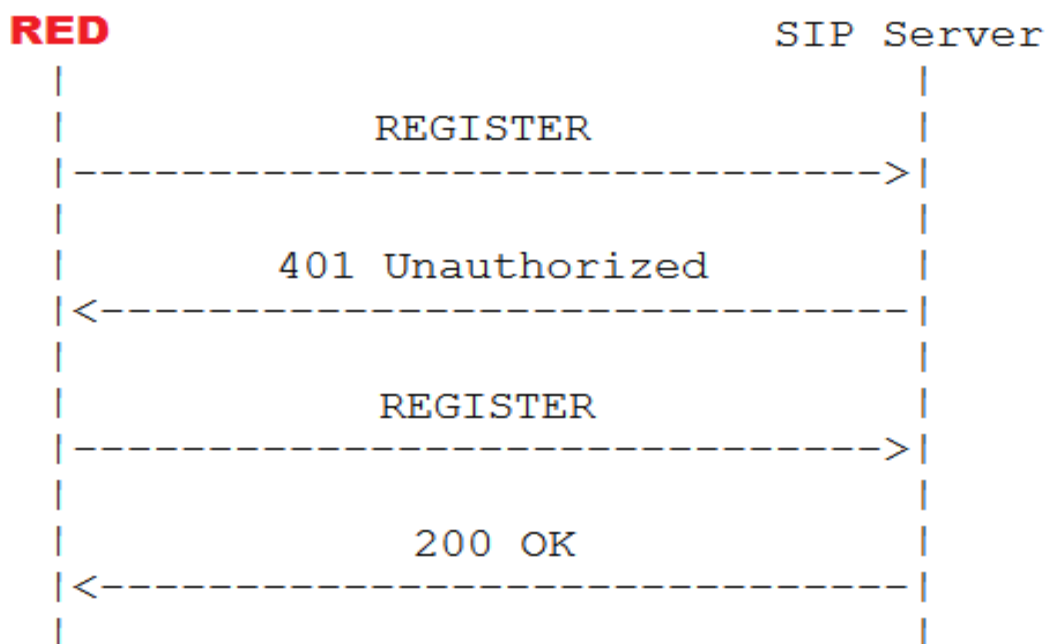 RED SIP Server
REGISTER
401 Unauthorized
REGISTER
200 OK